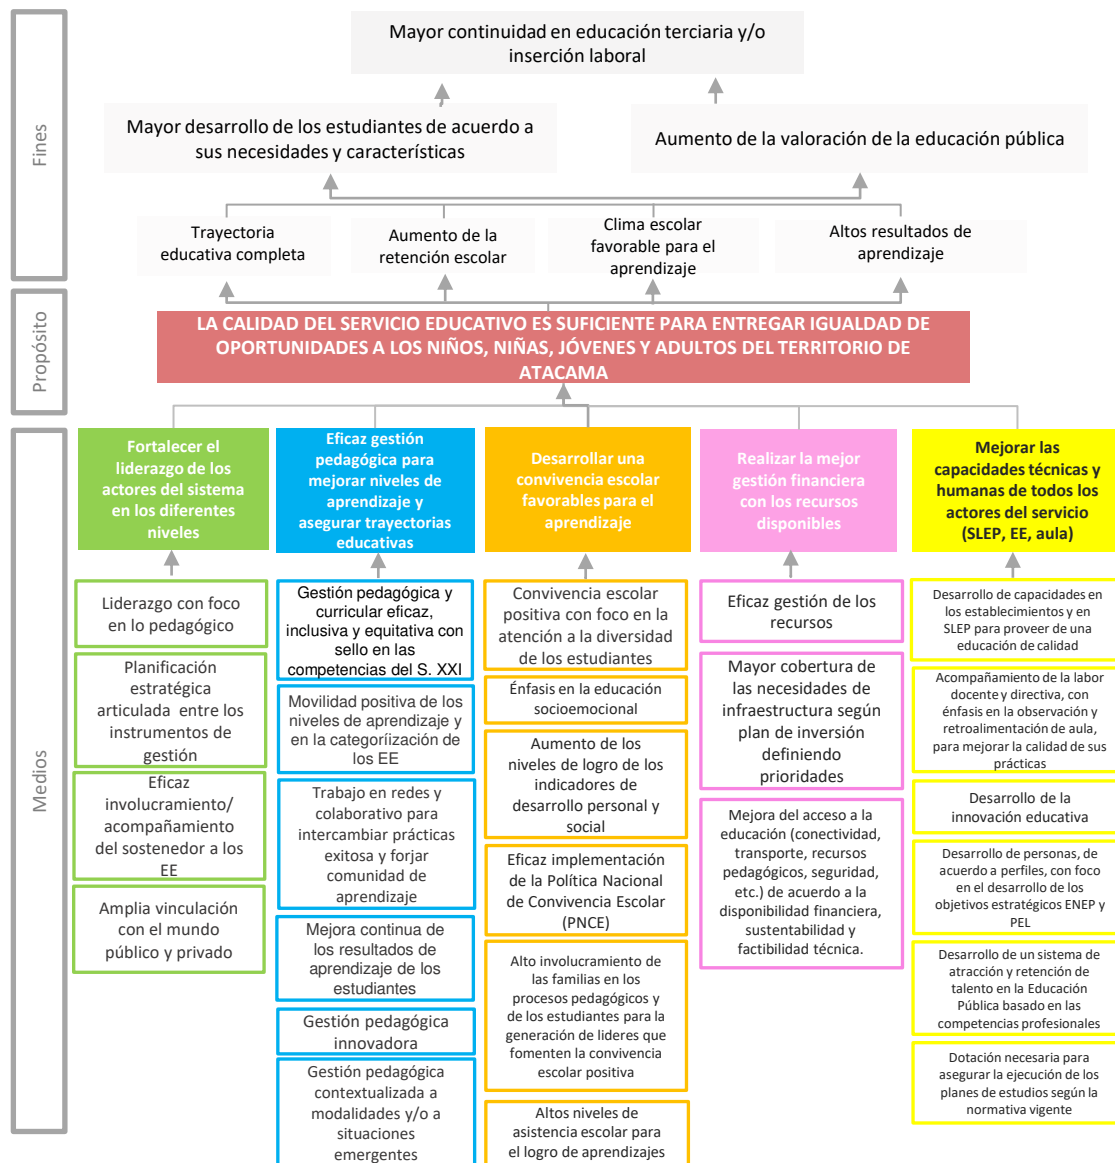 Fines
Mayor continuidad en educación terciaria y/o
inserción laboral
Mayor desarrollo de los estudiantes de acuerdo a
sus necesidades y características
Aumento de la valoración de la educación pública
Trayectoria
educativa completa
Aumento de la
retención escolar
Clima escolar
favorable para el
aprendizaje
Altos resultados de
aprendizaje
Propósito
LA CALIDAD DEL SERVICIO EDUCATIVO ES SUFICIENTE PARA ENTREGAR IGUALDAD DE
OPORTUNIDADES A LOS NIÑOS, NIÑAS, JÓVENES Y ADULTOS DEL TERRITORIO DE
ATACAMA
Medios
Fortalecer el
liderazgo de los
actores del sistema
en los diferentes
niveles
Liderazgo con foco
en lo pedagógico
Planificación
estratégica
articulada entre los
instrumentos de
gestión
Eficaz
involucramiento/
acompañamiento
del sostenedor a los
EE
Amplia vinculación
con el mundo
público y privado
Eficaz gestión
pedagógica para
mejorar niveles de
aprendizaje y
asegurar trayectorias
educativas
Gestión pedagógica y
curricular eficaz,
inclusiva y equitativa con
sello en las
competencias del S. XXI
Movilidad positiva de los
niveles de aprendizaje y
en la categoríización de
los EE
Trabajo en redes y
colaborativo para
intercambiar prácticas
exitosa y forjar
comunidad de
aprendizaje
Mejora continua de
los resultados de
aprendizaje de los
estudiantes
Gestión pedagógica
innovadora
Gestión pedagógica
contextualizada a
modalidades y/o a
situaciones
emergentes
Desarrollar una
convivencia escolar
favorables para el
aprendizaje
Convivencia escolar
positiva con foco en la
atención a la diversidad
de los estudiantes
Énfasis en la educación
socioemocional
Aumento de los
niveles de logro de los
indicadores de
desarrollo personal y
social
Eficaz implementación
de la Política Nacional
de Convivencia Escolar
(PNCE)
Alto involucramiento de
las familias en los
procesos pedagógicos y
de los estudiantes para la
generación de lideres que
fomenten la convivencia
escolar positiva
Altos niveles de
asistencia escolar para
el logro de aprendizajes
Realizar la mejor
gestión financiera
con los recursos
disponibles
Eficaz gestión de los
recursos
Mayor cobertura de
las necesidades de
infraestructura según
plan de inversión
definiendo
prioridades
Mejora del acceso a la
educación (conectividad,
transporte, recursos
pedagógicos, seguridad,
etc.) de acuerdo a la
disponibilidad financiera,
sustentabilidad y
factibilidad técnica.
Mejorar las
capacidades técnicas y
humanas de todos los
actores del servicio
(SLEP, EE, aula)
Desarrollo de capacidades en
los establecimientos y en
SLEP para proveer de una
educación de calidad
Acompañamiento de la labor
docente y directiva, con
énfasis en la observación y
retroalimentación de aula,
para mejorar la calidad de sus
prácticas
Desarrollo de la
innovación educativa
Desarrollo de personas, de
acuerdo a perfiles, con foco
en el desarrollo de los
objetivos estratégicos ENEP y
PEL
Desarrollo de un sistema de
atracción y retención de
talento en la Educación
Pública basado en las
competencias profesionales
Dotación necesaria para
asegurar la ejecución de los
planes de estudios según la
normativa vigente